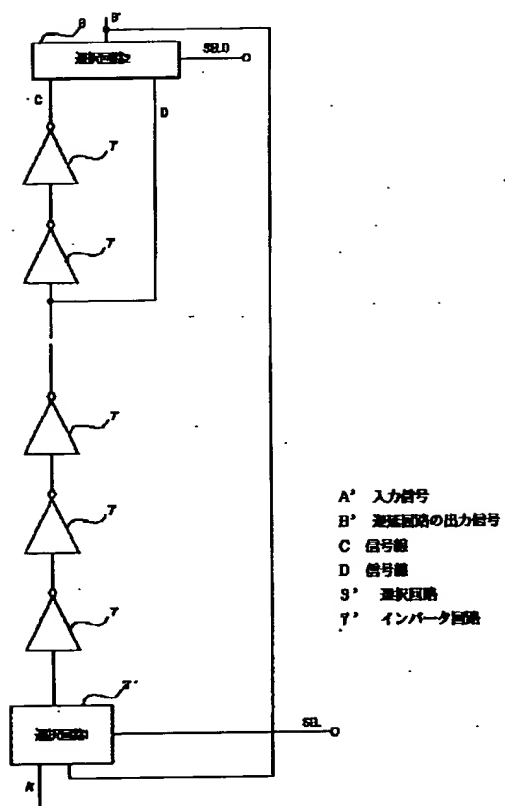 8
B'
選択回路2
SEL0
C
D
7
7
7
7
7
選択回路1
SEL
A'
A' 入力信号
B' 遅延回路の出力信号
C 信号線
D 信号線
3' 選択回路
7' インバータ回路